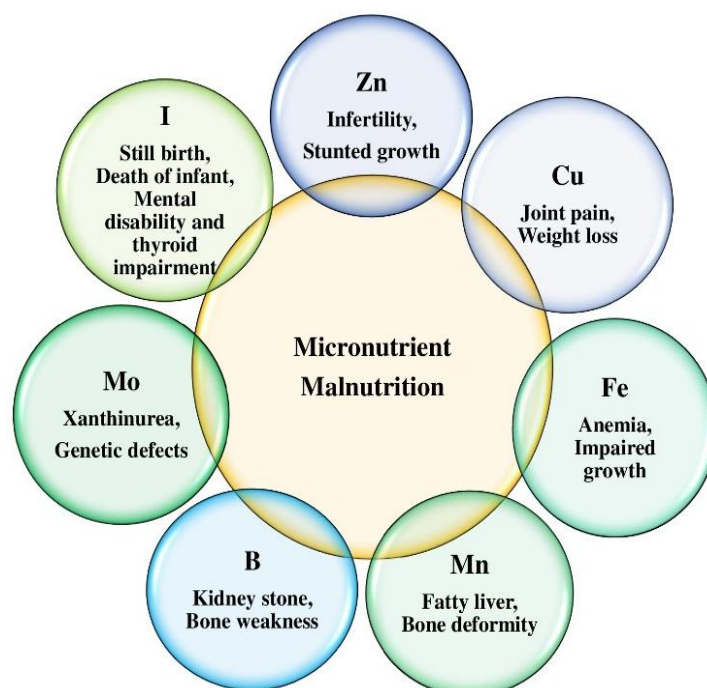 Zn
Infertility,
Stunted growth
Cu
Joint pain,
Weight loss
Fe
Anemia,
Impaired
growth
Mn
Fatty liver,
Bone deformity
B
Kidney stone,
Bone weakness
Mo
Xanthinurea,
Genetic defects
I
Still birth,
Death of infant,
Mental
disability and
thyroid
impairment
Micronutrient
Malnutrition